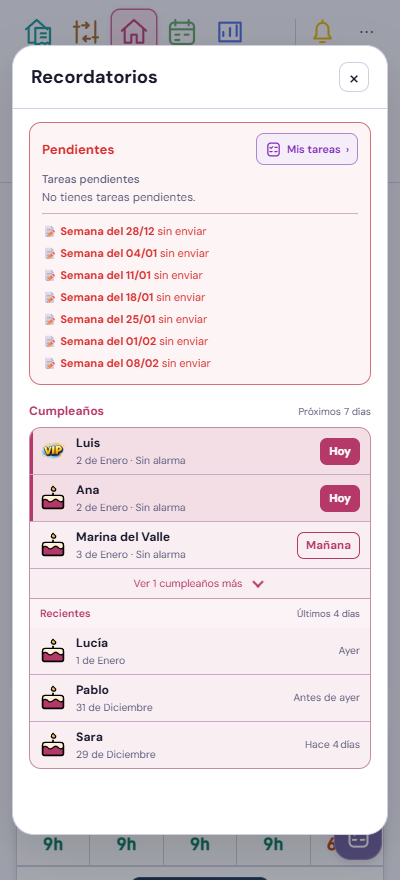 ...
Recordatorios
×
Pendientes
Mis tareas ›
Tareas pendientes
No tienes tareas pendientes.
Semana del 28/12 sin enviar
Semana del 04/01 sin enviar
Semana del 11/01 sin enviar
Semana del 18/01 sin enviar
Semana del 25/01 sin enviar
Semana del 01/02 sin enviar
Semana del 08/02 sin enviar
Cumpleaños
Próximos 7 días
VIP
Luis
2 de Enero · Sin alarma
Hoy
Ana
2 de Enero · Sin alarma
Hoy
Marina del Valle
3 de Enero · Sin alarma
Mañana
Ver 1 cumpleaños más
Recientes
Últimos 4 días
Lucía
1 de Enero
Ayer
Pablo
31 de Diciembre
Antes de ayer
Sara
29 de Diciembre
Hace 4 días
9h 9h 9h 9h